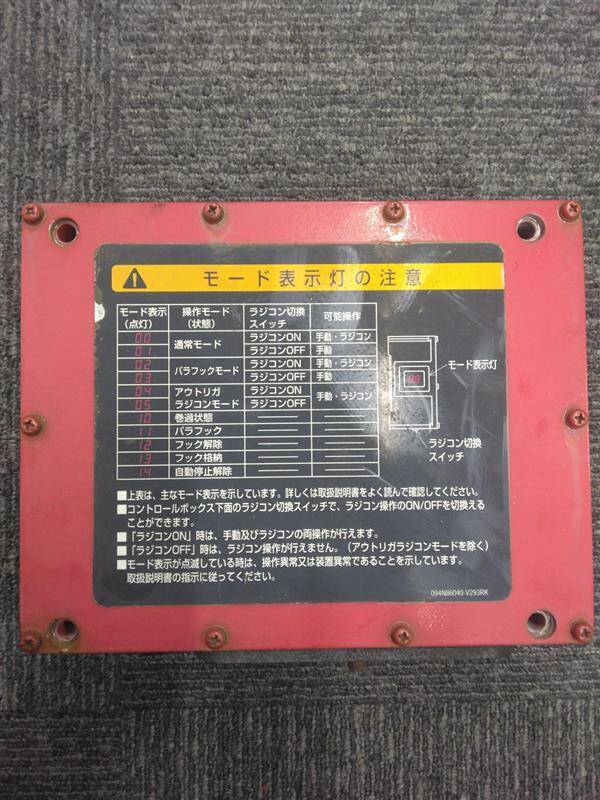 モード表示灯の注意
モード表示 操作モード ラジコン切換 可能操作
(点灯) (状態) スイッチ
00 通常モード ラジコンON 手動・ラジコン
01 ラジコンOFF 手動
02 パラフックモード ラジコンON 手動・ラジコン
03 ラジコンOFF 手動
04 アウトリガ ラジコンON 手動・ラジコン
05 ラジコンモード ラジコンOFF
10 巻過状態
11 パラフック
12 フック解除
13 フック格納
14 自動停止解除
モード表示灯
ラジコン切換
スイッチ
■上表は、主なモード表示を示しています。詳しくは取扱説明書をよく読んで確認してください。
■コントロールボックス下面のラジコン切換スイッチで、ラジコン操作のON/OFFを切換える
ことができます。
■「ラジコンON」時は、手動及びラジコンの両操作が行えます。
■「ラジコンOFF」時は、ラジコン操作が行えません。(アウトリガラジコンモードを除く)
■モード表示が点滅している時は、操作異常又は装置異常であることを示しています。
取扱説明書の指示に従ってください。
094N86040-V293RK